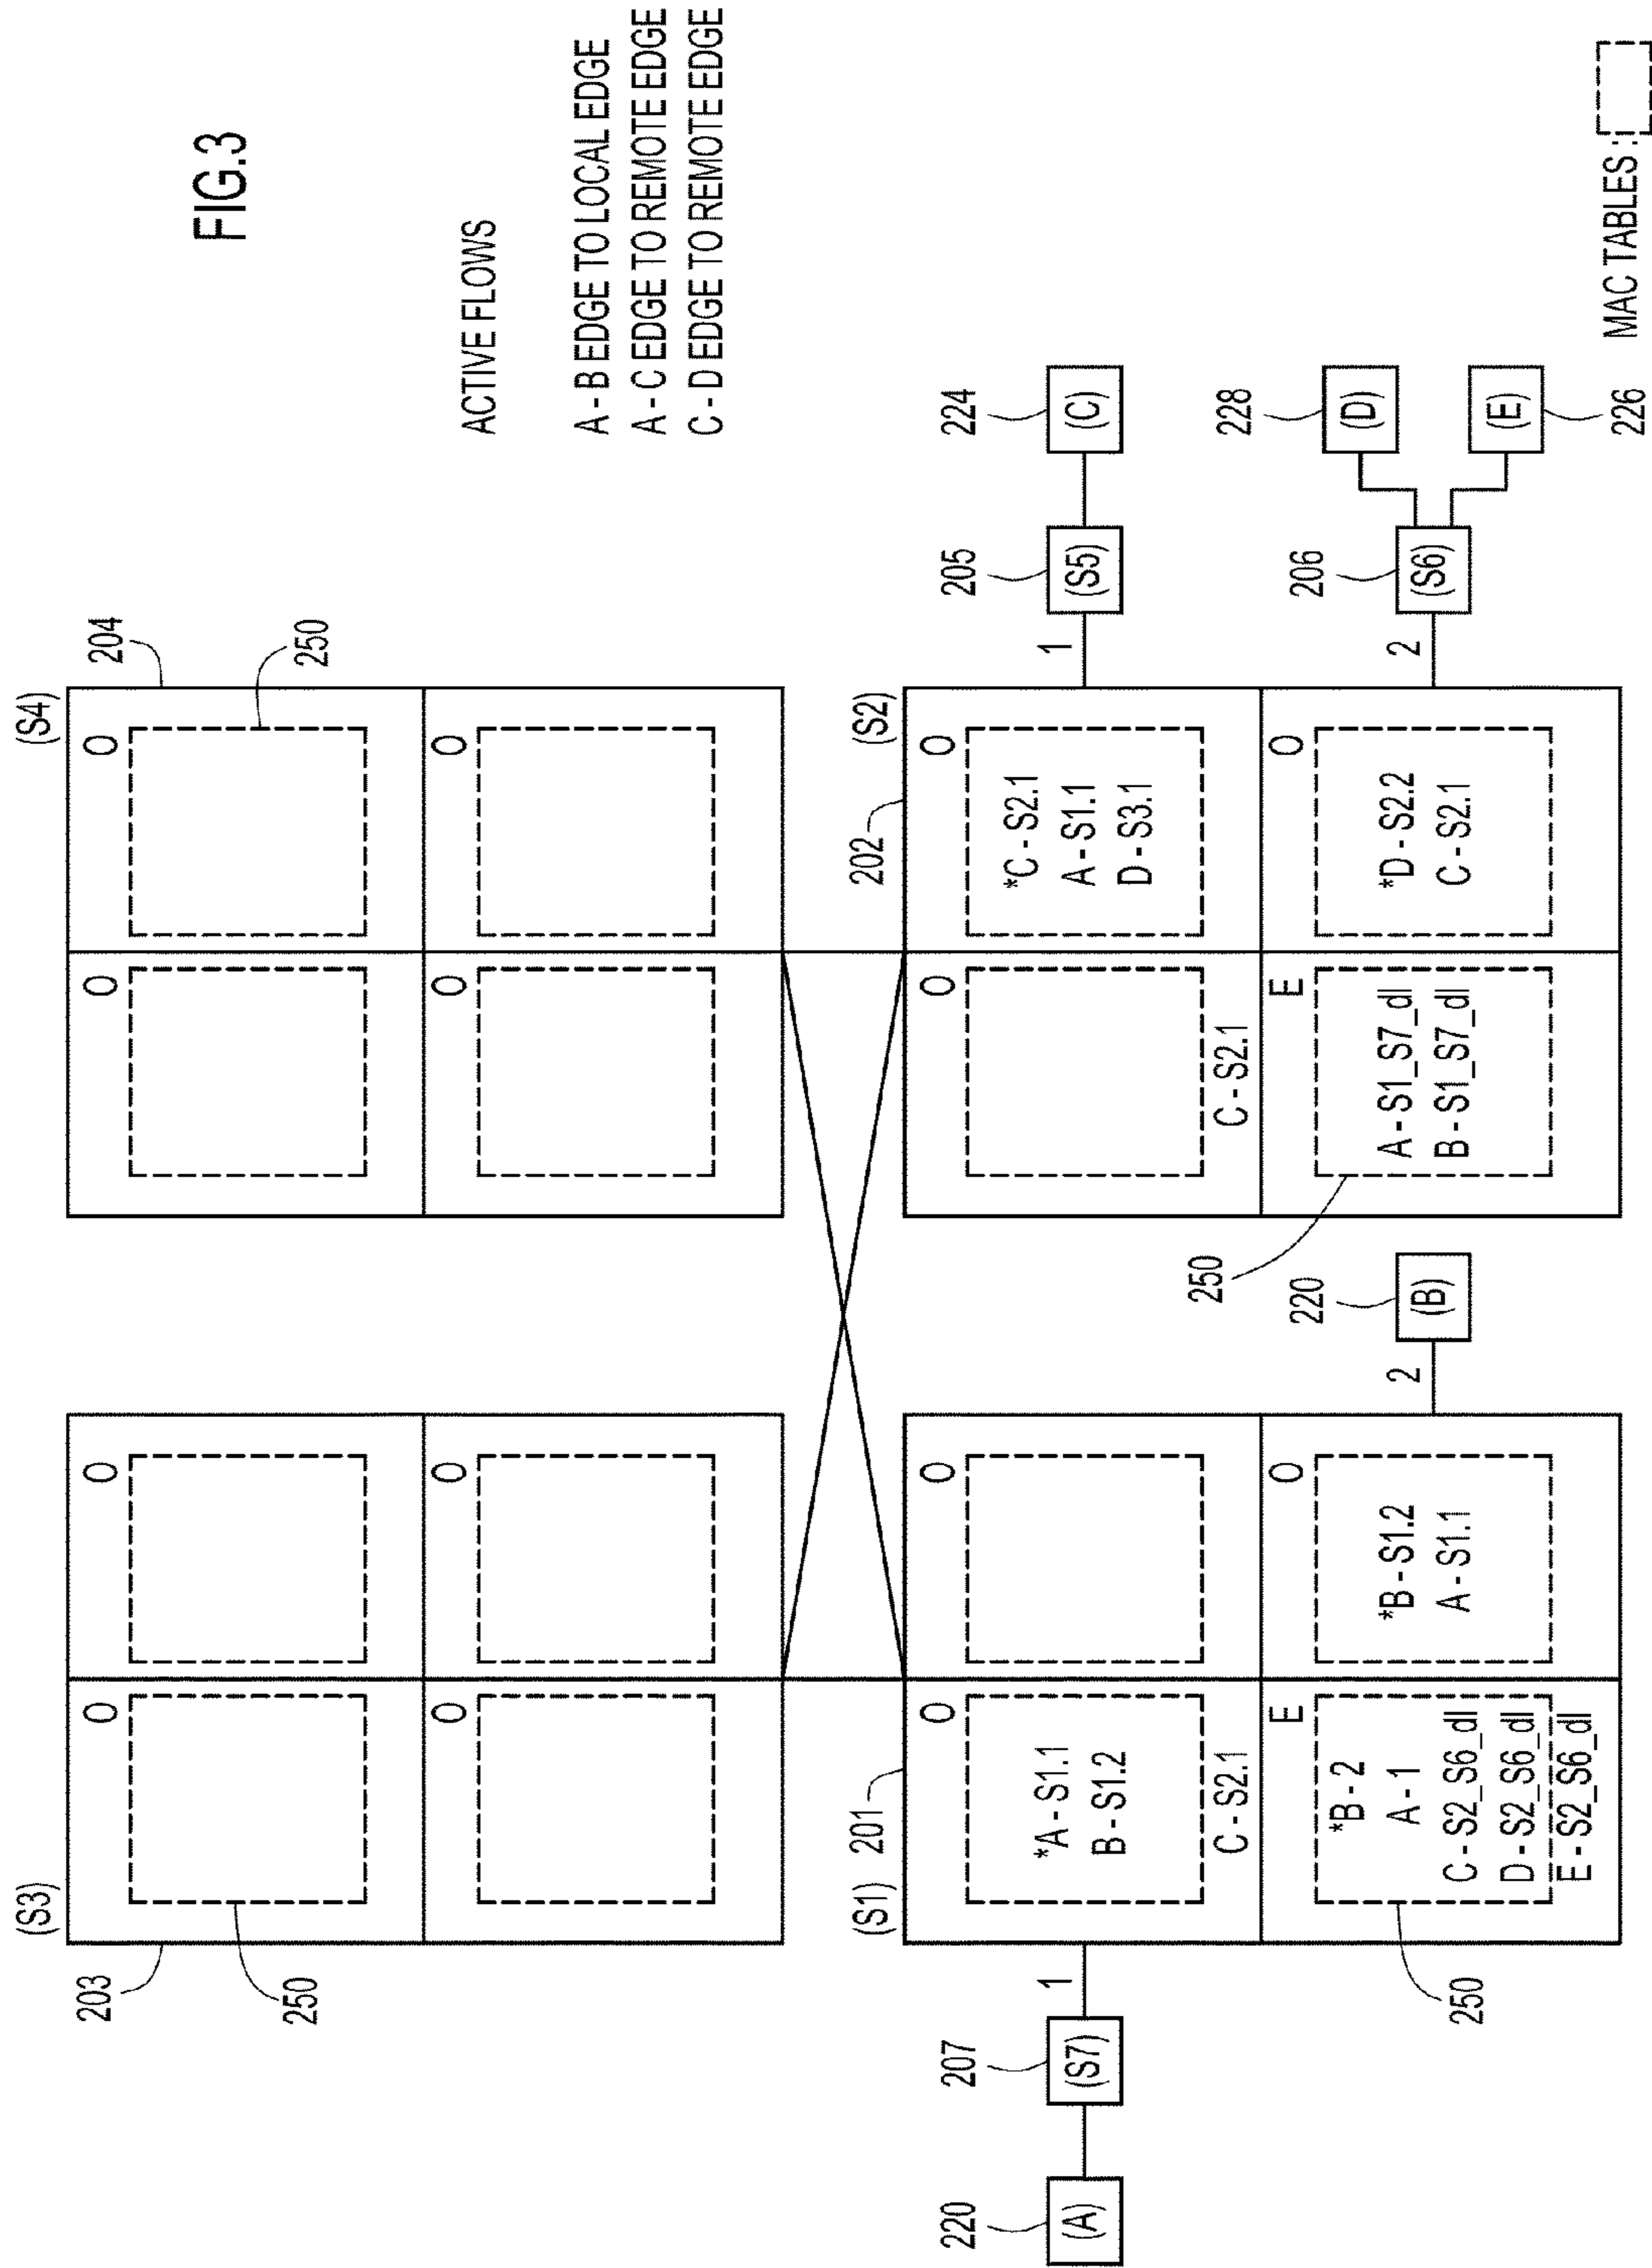 FIG.3
ACTIVE FLOWS
A - B EDGE TO LOCAL EDGE
A - C EDGE TO REMOTE EDGE
C - D EDGE TO REMOTE EDGE
(S3)
203
O
O
250
O
O
(S4)
204
O
O
250
O
O
(S1)
201
O
*A - S1.1
B - S1.2
C - S2.1
O
E
*B - 2
A - 1
C - S2_S6_dl
D - S2_S6_dl
E - S2_S6_dl
250
O
*B - S1.2
A - S1.1
220
(A)
207
(S7)
1
2
220
(B)
(S2)
202
O
C - S2.1
O
*C - S2.1
A - S1.1
D - S3.1
E
A - S1_S7_dl
B - S1_S7_dl
250
O
*D - S2.2
C - S2.1
1
205
(S5)
224
(C)
2
206
(S6)
228
(D)
(E)
226
MAC TABLES :